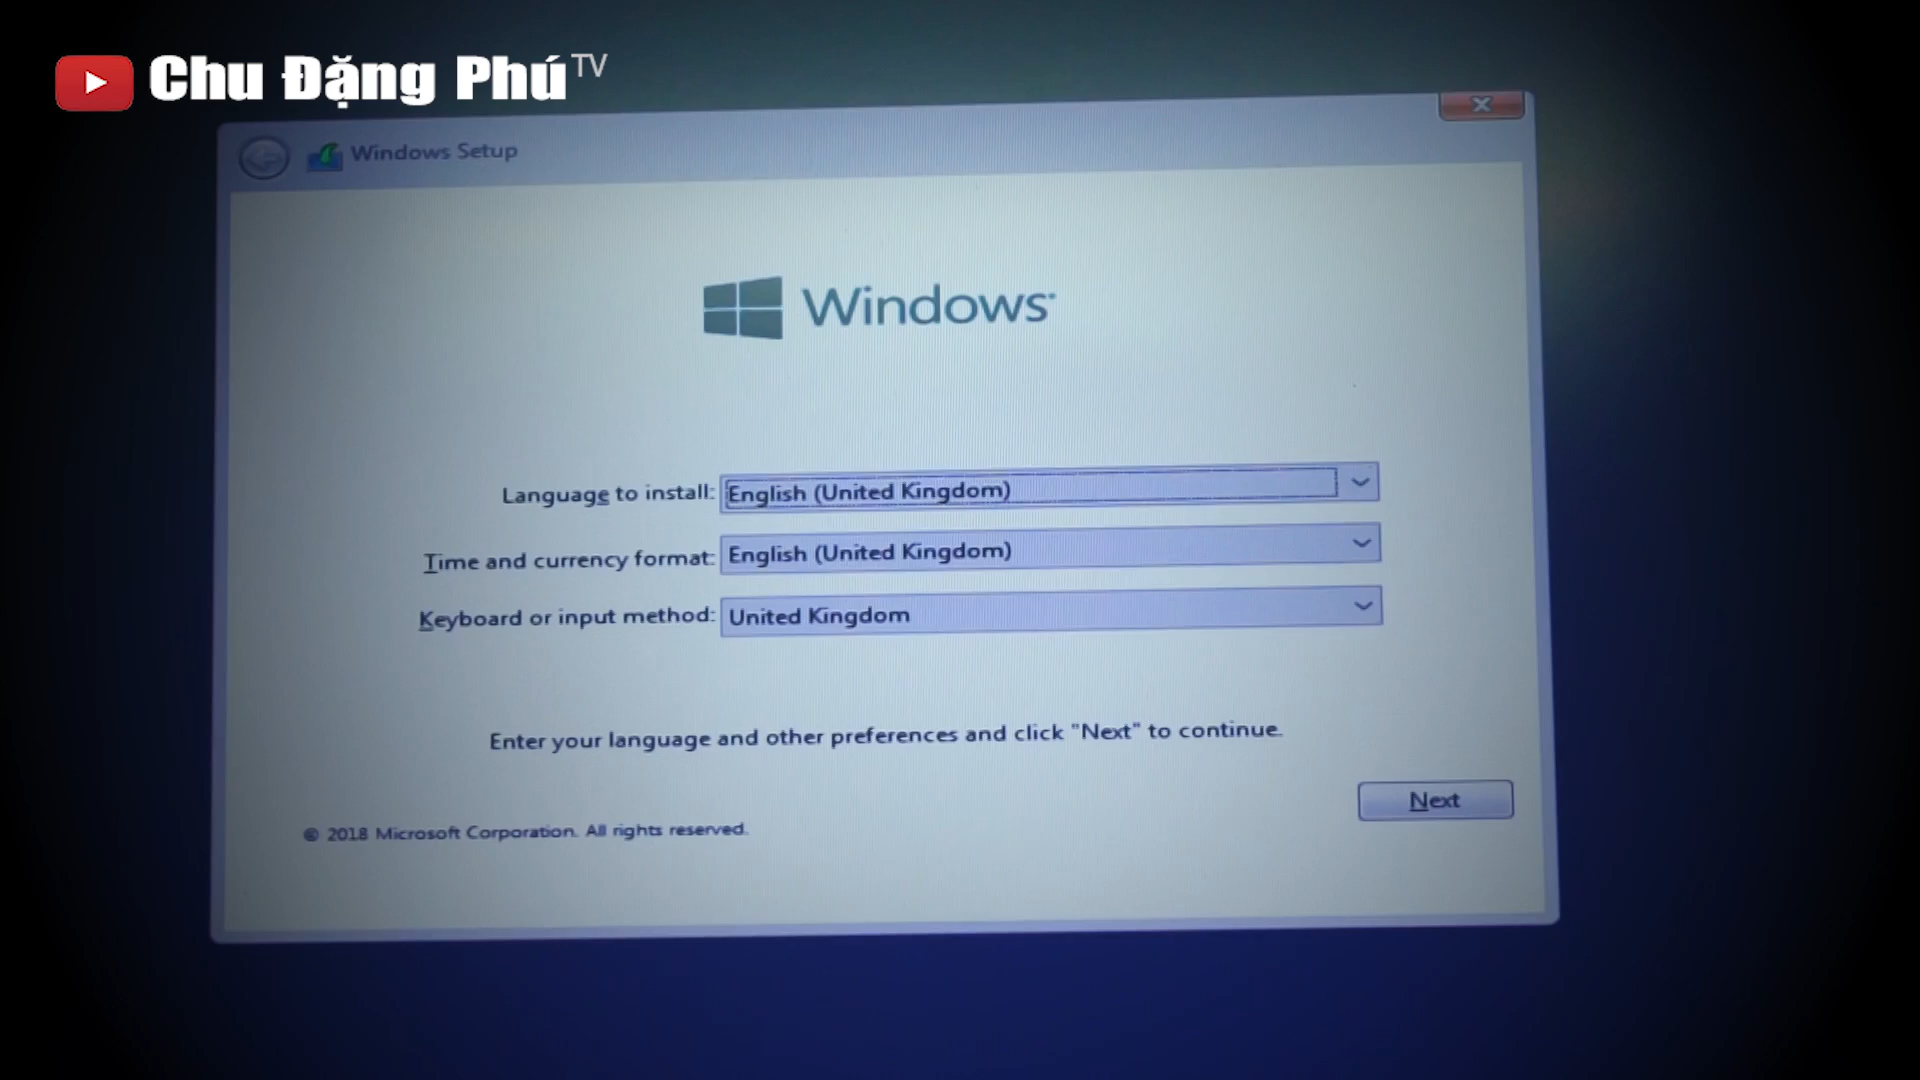 Chu Đặng Phú TV
Windows Setup
Windows
Language to install: English (United Kingdom)
Time and currency format: English (United Kingdom)
Keyboard or input method: United Kingdom
Enter your language and other preferences and click "Next" to continue.
Next
© 2018 Microsoft Corporation. All rights reserved.